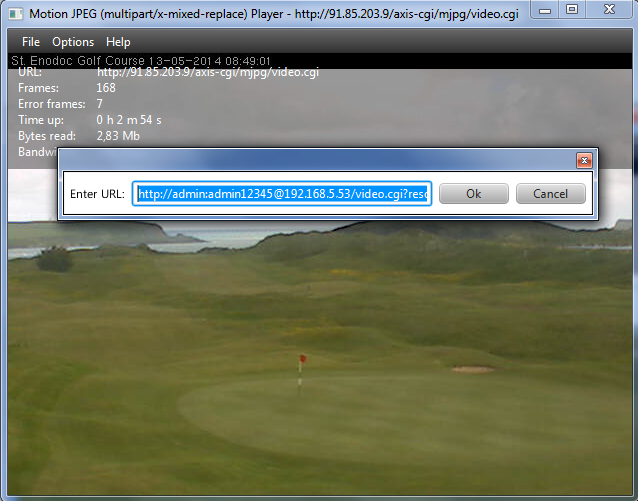 Motion JPEG (multipart/x-mixed-replace) Player - http://91.85.203.9/axis-cgi/mjpg/video.cgi
File Options Help
St. Enodoc Golf Course 13-05-2014 08:49:01
URL: http://91.85.203.9/axis-cgi/mjpg/video.cgi
Frames: 168
Error frames: 7
Time up: 0 h 2 m 54 s
Bytes read: 2,83 Mb
Bandwi
Enter URL: http://admin:admin12345@192.168.5.53/video.cgi?reso Ok Cancel